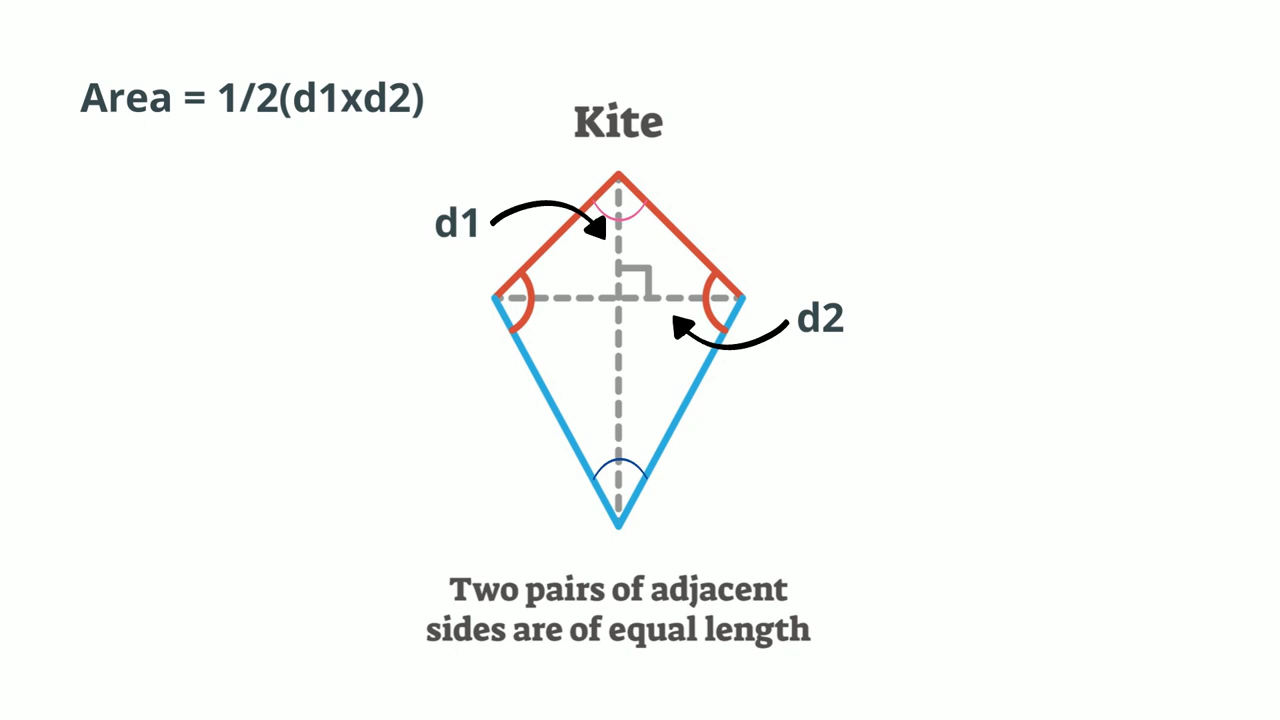 Area = 1/2(d1xd2)
Kite
d1
d2
Two pairs of adjacent
sides are of equal length